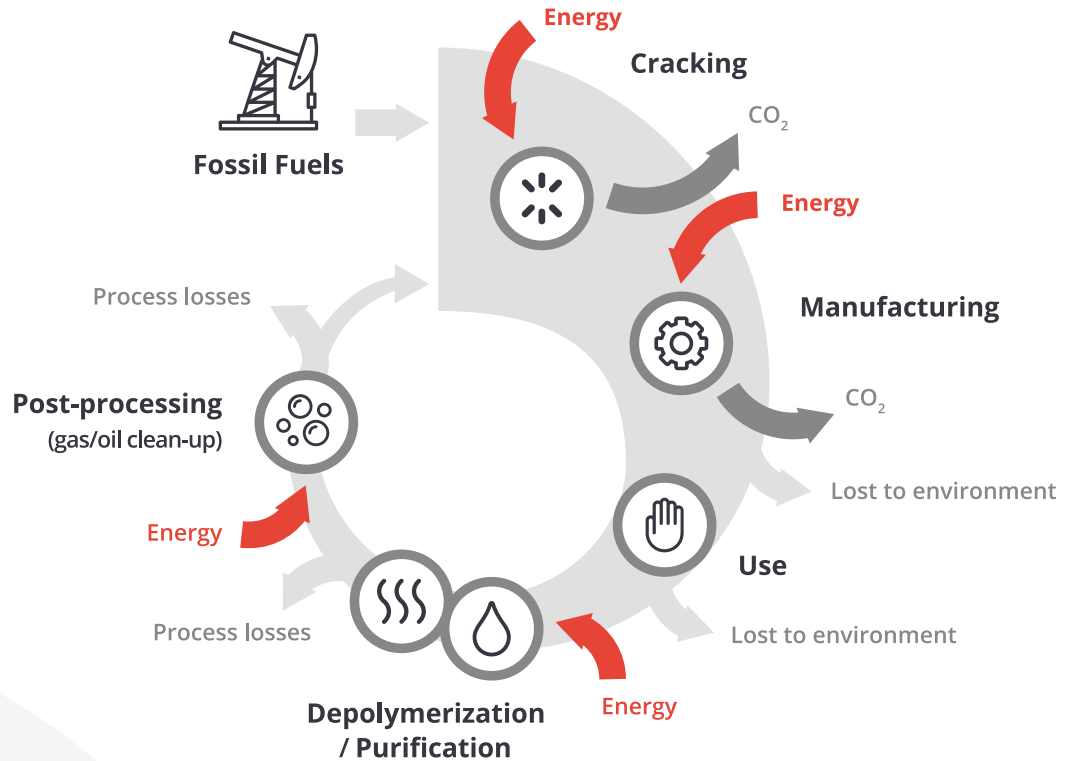 Energy
Cracking
CO2
Fossil Fuels
Energy
Process losses
Manufacturing
Post-processing
(gas/oil clean-up)
CO2
Lost to environment
Energy
Use
Process losses
Lost to environment
Energy
Depolymerization
/ Purification